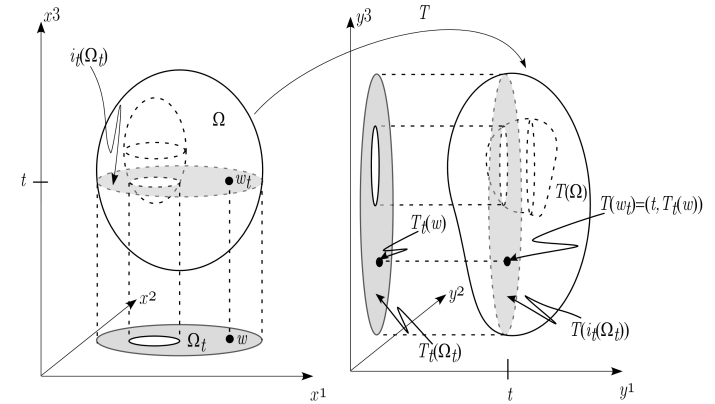 x3
i_t(Ω_t)
Ω
t
w_t
x2
Ω_t
w
x1
T
y3
T(Ω)
T(w_t)=(t,T_t(w))
T_t(w)
y2
T(i_t(Ω_t))
T_t(Ω_t)
t
y1